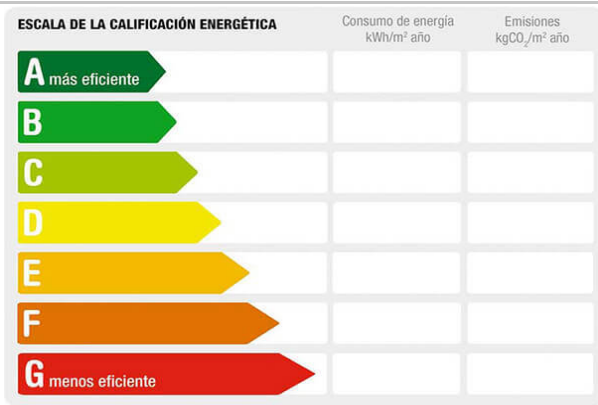 ESCALA DE LA CALIFICACIÓN ENERGÉTICA
Consumo de energía
kWh/m² año
Emisiones
kgCO₂/m² año
A más eficiente
B
C
D
E
F
G menos eficiente